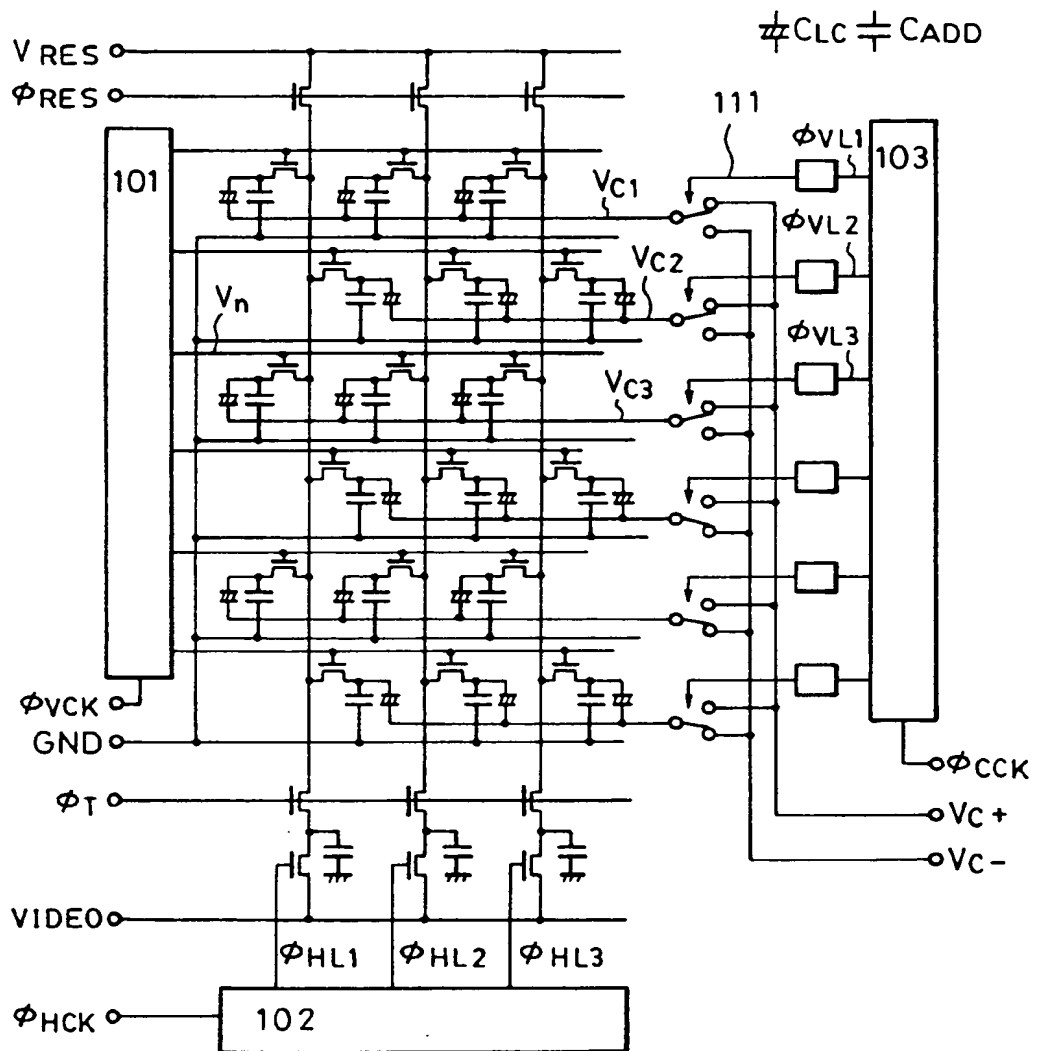 CLC CADD
VRES
ϕRES
111
101
ϕVL1
103
VC1
ϕVL2
VC2
Vn
ϕVL3
VC3
ϕVCK
GND
ϕCCK
ϕT
VC+
VC-
VIDEO
ϕHL1 ϕHL2 ϕHL3
ϕHCK
102